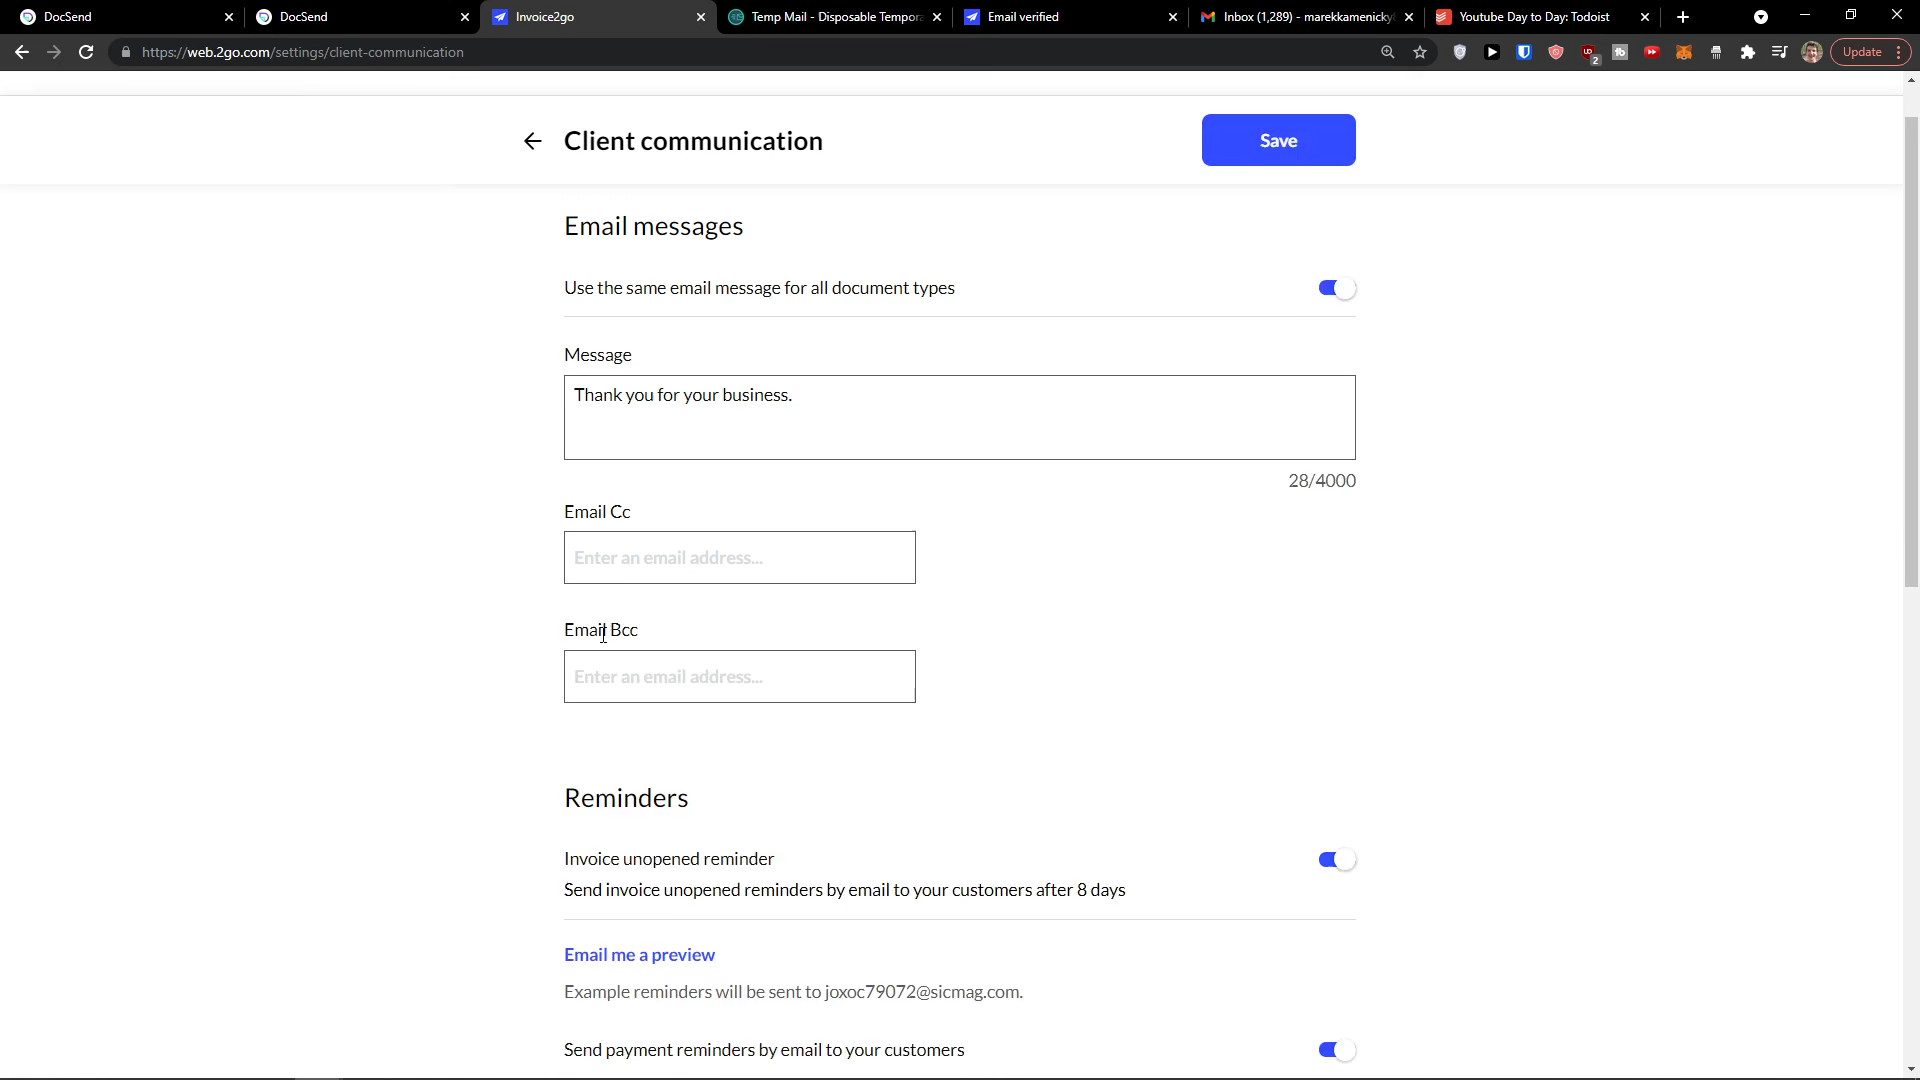 DocSend
DocSend
Invoice2go
Temp Mail - Disposable Tempora
Email verified
Inbox (1,289) - marekkamenicky
Youtube Day to Day: Todoist
https://web.2go.com/settings/client-communication
2
Update
Client communication
Save
Email messages
Use the same email message for all document types
Message
Thank you for your business.
28/4000
Email Cc
Enter an email address...
Email Bcc
Enter an email address...
Reminders
Invoice unopened reminder
Send invoice unopened reminders by email to your customers after 8 days
Email me a preview
Example reminders will be sent to joxoc79072@sicmag.com.
Send payment reminders by email to your customers